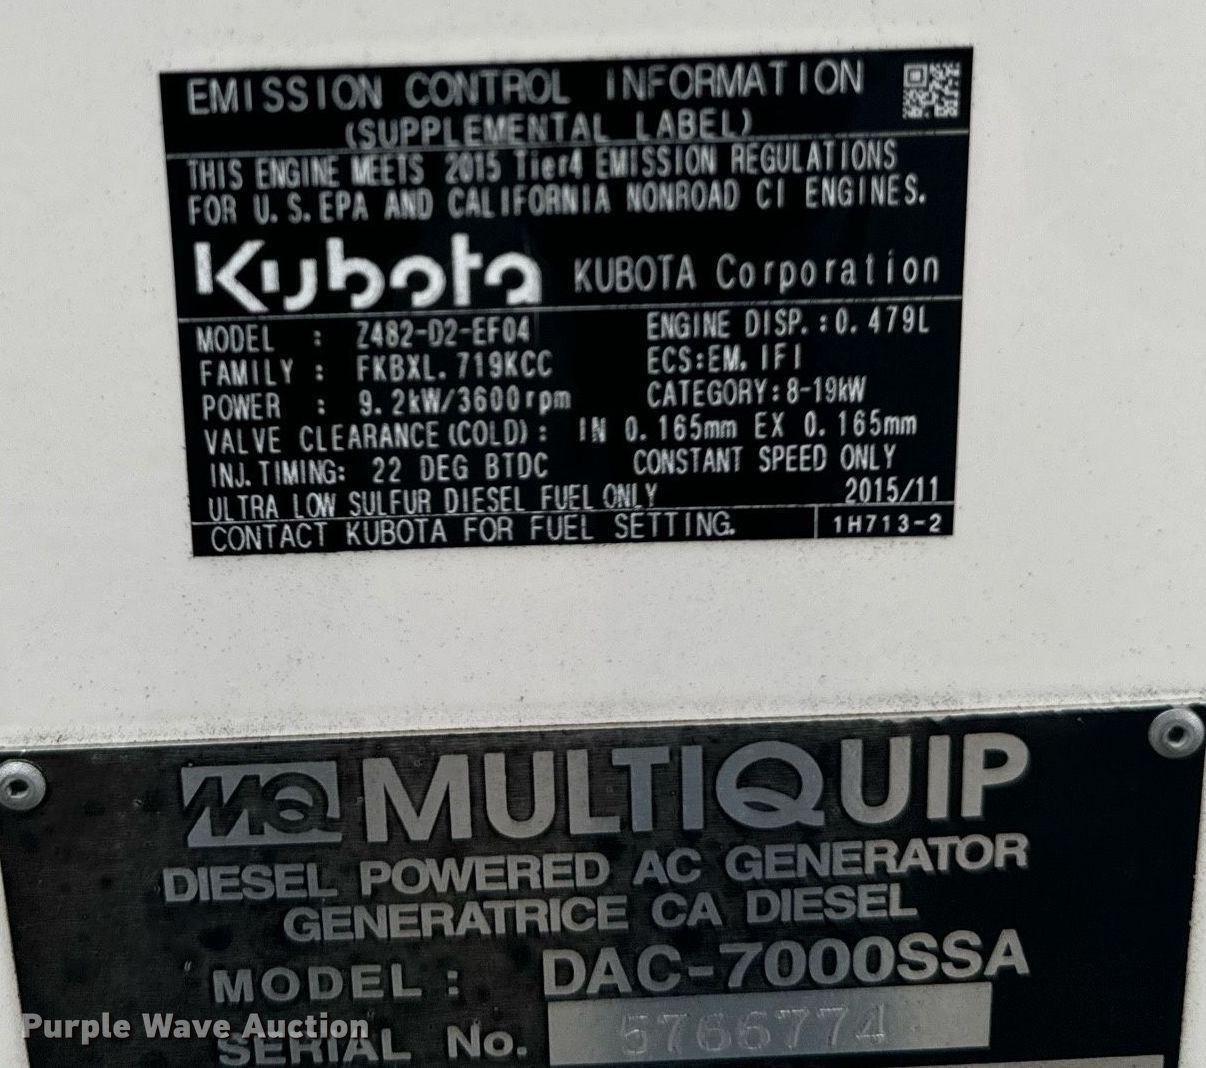 EMISSION CONTROL INFORMATION
(SUPPLEMENTAL LABEL)
THIS ENGINE MEETS 2015 Tier4 EMISSION REGULATIONS
FOR U.S.EPA AND CALIFORNIA NONROAD CI ENGINES.
Kubota KUBOTA Corporation
MODEL : Z482-D2-EF04 ENGINE DISP.:0.479L
FAMILY : FKBXL.719KCC ECS:EM, IFI
POWER : 9.2kW/3600rpm CATEGORY:8-19kW
VALVE CLEARANCE(COLD): IN 0.165mm EX 0.165mm
INJ.TIMING: 22 DEG BTDC CONSTANT SPEED ONLY
ULTRA LOW SULFUR DIESEL FUEL ONLY 2015/11
CONTACT KUBOTA FOR FUEL SETTING. 1H713-2
MQ MULTIQUIP
DIESEL POWERED AC GENERATOR
GENERATRICE CA DIESEL
MODEL : DAC-7000SSA
SERIAL No. 5766774
Purple Wave Auction